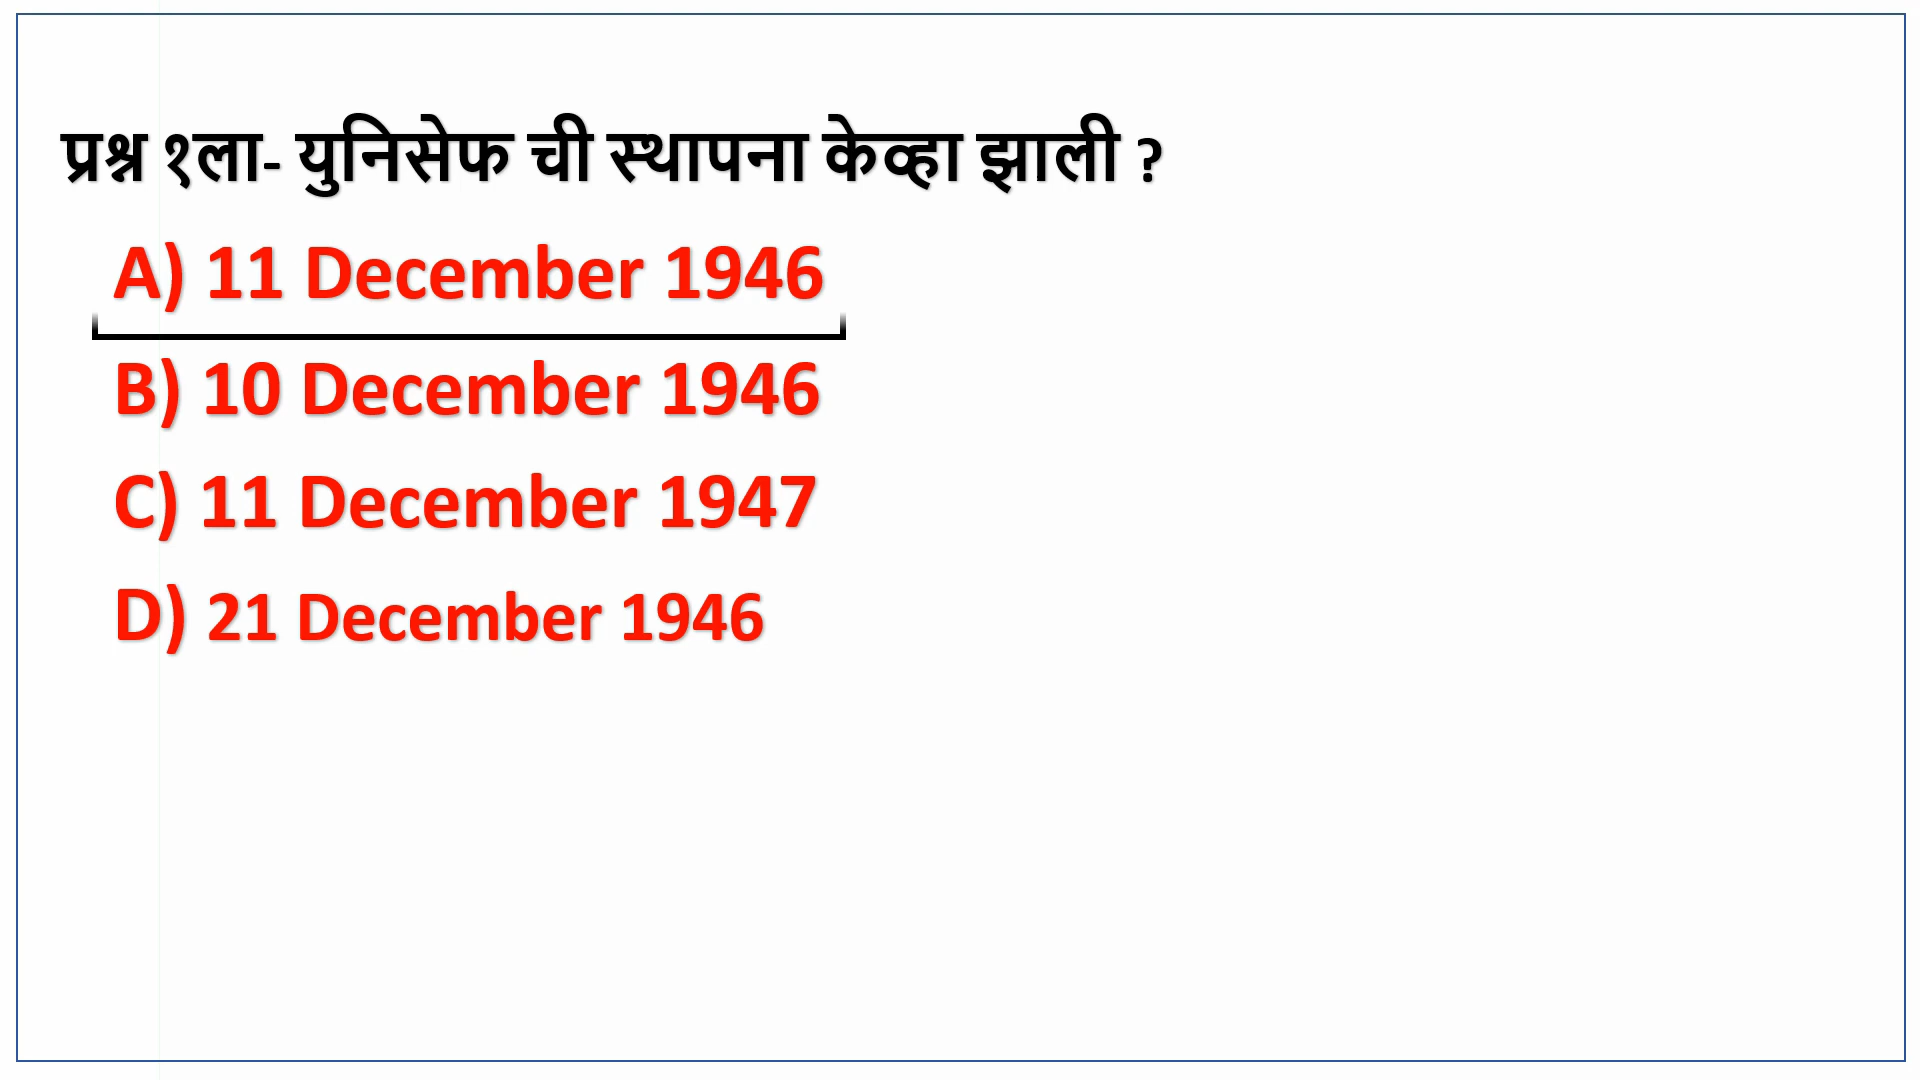 प्रश्न १ला- युनिसेफ ची स्थापना केव्हा झाली ?
A) 11 December 1946
B) 10 December 1946
C) 11 December 1947
D) 21 December 1946